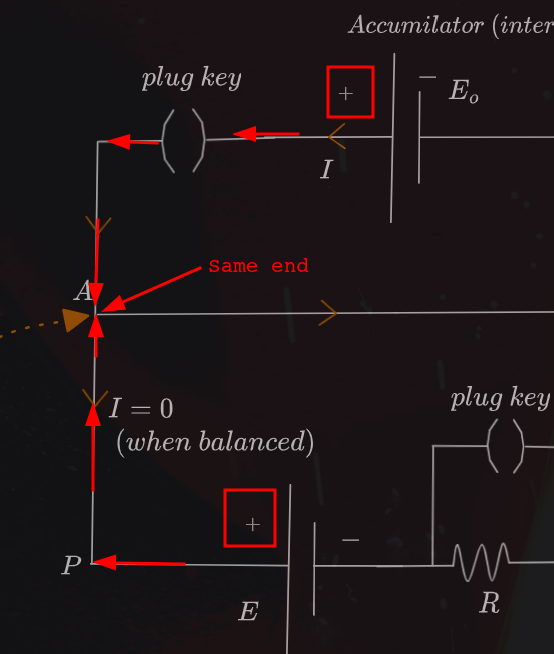 Accumilator (inter
plug key
+
−
E₀
I
A
Same end
I = 0
(when balanced)
plug key
+
−
P
E
R